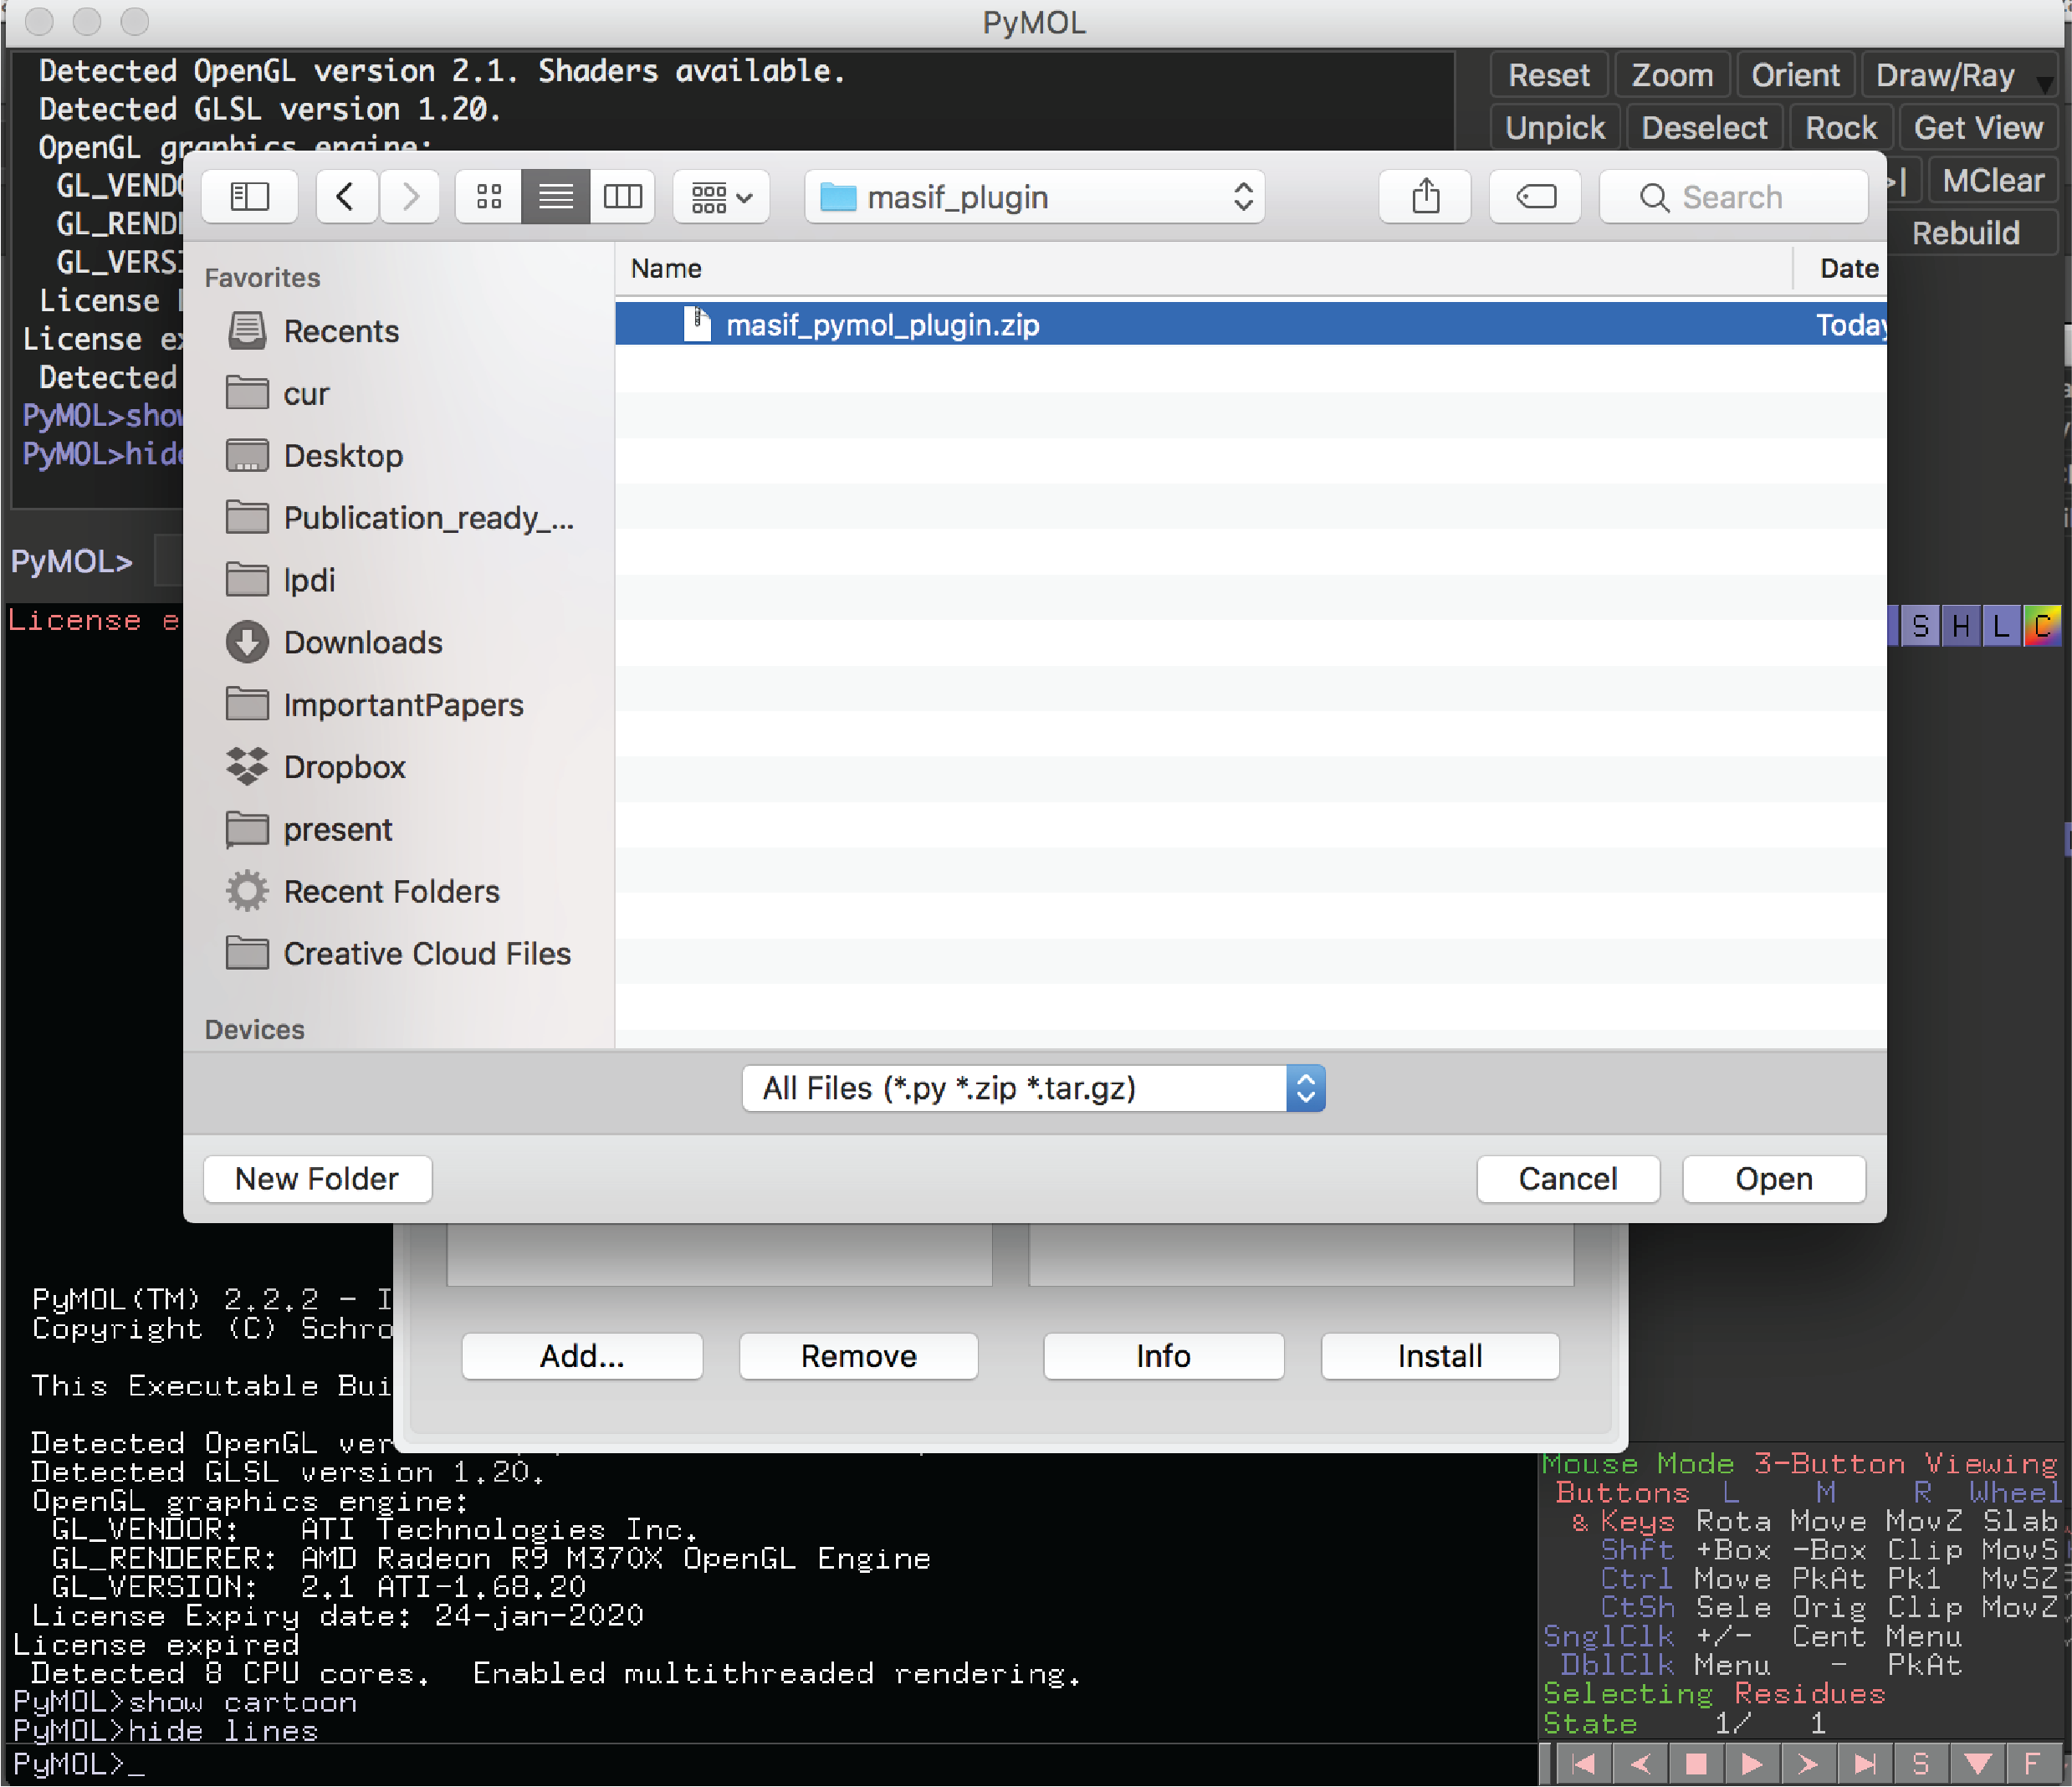 PyMOL
Detected OpenGL version 2.1. Shaders available.
Detected GLSL version 1.20.
OpenGL graphics engine:
GL_VENDO
GL_REND
GL_VERS
License
License e
Detected
PyMOL>show
PyMOL>hide
PyMOL>
License e
Reset Zoom Orient Draw/Ray
Unpick Deselect Rock Get View
>| MClear
Rebuild
masif_plugin
Search
Favorites
Recents
cur
Desktop
Publication_ready_...
lpdi
Downloads
ImportantPapers
Dropbox
present
Recent Folders
Creative Cloud Files
Devices
Name Date
masif_pymol_plugin.zip Today
All Files (*.py *.zip *.tar.gz)
New Folder Cancel Open
S H L C
Add... Remove Info Install
PyMOL(TM) 2.2.2 - I
Copyright (C) Schro
This Executable Bui
Detected OpenGL ver
Detected GLSL version 1.20.
OpenGL graphics engine:
GL_VENDOR: ATI Technologies Inc.
GL_RENDERER: AMD Radeon R9 M370X OpenGL Engine
GL_VERSION: 2.1 ATI-1.68.20
License Expiry date: 24-jan-2020
License expired
Detected 8 CPU cores. Enabled multithreaded rendering.
PyMOL>show cartoon
PyMOL>hide lines
PyMOL>_
Mouse Mode 3-Button Viewing
Buttons L M R Wheel
& Keys Rota Move MovZ Slab
Shft +Box -Box Clip MovS
Ctrl Move PkAt Pk1 MvSZ
CtSh Sele Orig Clip MovZ
SnglClk +/- Cent Menu
DblClk Menu - PkAt
Selecting Residues
State 1/ 1
S F